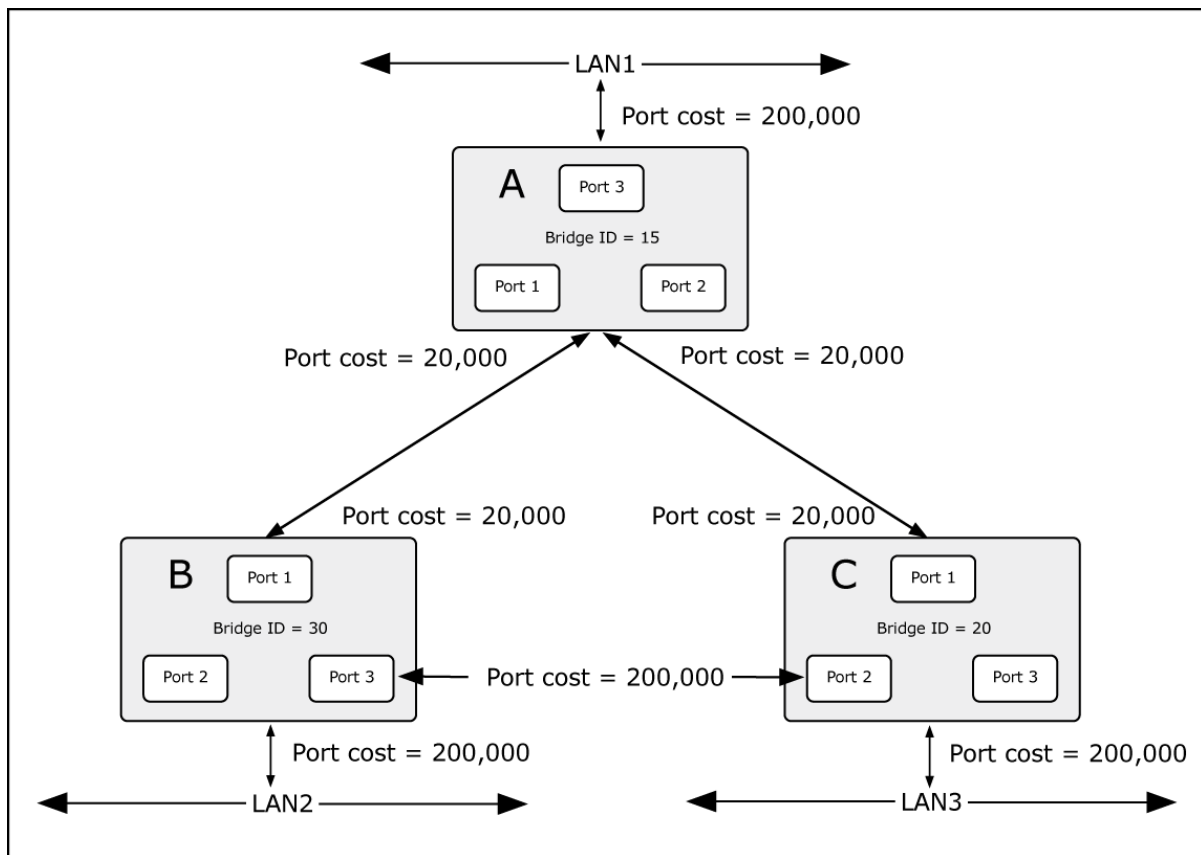 LAN1
Port cost = 200,000
A
Port 3
Bridge ID = 15
Port 1
Port 2
Port cost = 20,000
Port cost = 20,000
Port cost = 20,000
Port cost = 20,000
B
Port 1
Bridge ID = 30
Port 2
Port 3
C
Port 1
Bridge ID = 20
Port 2
Port 3
Port cost = 200,000
Port cost = 200,000
LAN2
Port cost = 200,000
LAN3